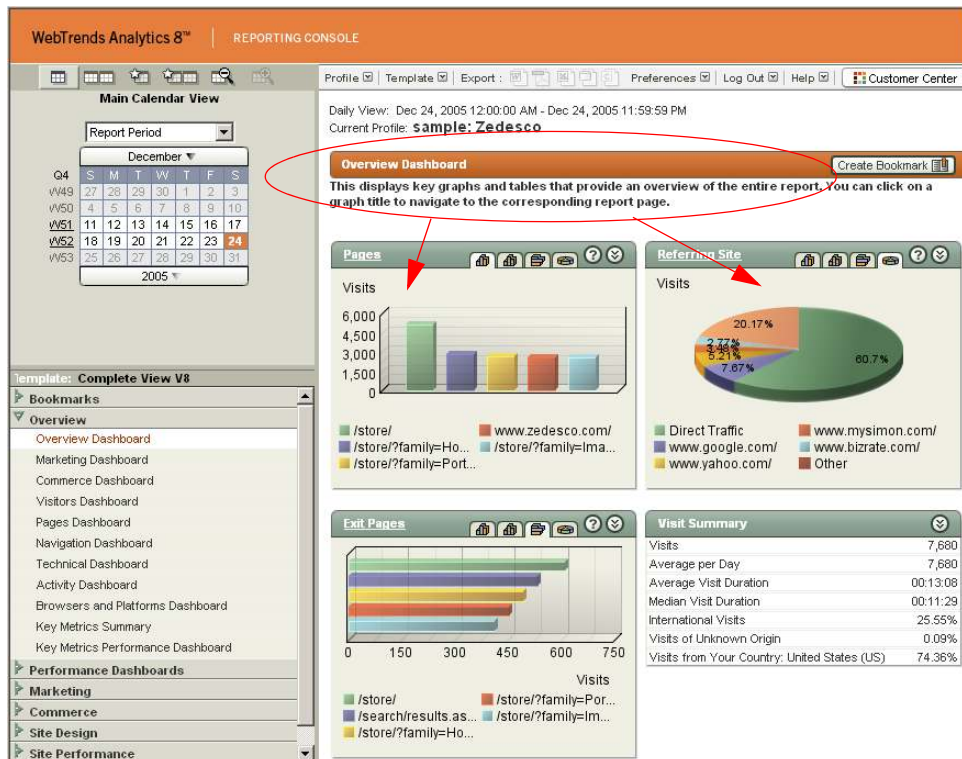 WebTrends Analytics 8™ | REPORTING CONSOLE
Main Calendar View
Report Period
December
Q4 S M T W T F S
W49 27 28 29 30 1 2 3
W50 4 5 6 7 8 9 10
W51 11 12 13 14 15 16 17
W52 18 19 20 21 22 23 24
W53 25 26 27 28 29 30 31
2005
Template: Complete View V8
Bookmarks
Overview
Overview Dashboard
Marketing Dashboard
Commerce Dashboard
Visitors Dashboard
Pages Dashboard
Navigation Dashboard
Technical Dashboard
Activity Dashboard
Browsers and Platforms Dashboard
Key Metrics Summary
Key Metrics Performance Dashboard
Performance Dashboards
Marketing
Commerce
Site Design
Site Performance
Profile | Template | Export : Preferences | Log Out | Help | Customer Center
Daily View: Dec 24, 2005 12:00:00 AM - Dec 24, 2005 11:59:59 PM
Current Profile: sample: Zedesco
Overview Dashboard Create Bookmark
This displays key graphs and tables that provide an overview of the entire report. You can click on a
graph title to navigate to the corresponding report page.
Pages
Visits
6,000
4,500
3,000
1,500
0
/store/ www.zedesco.com/
/store/?family=Ho... /store/?family=Ima...
/store/?family=Port...
Referring Site
Visits
20.17%
2.77%
3.48%
5.21%
7.67%
60.7%
Direct Traffic www.mysimon.com/
www.google.com/ www.bizrate.com/
www.yahoo.com/ Other
Exit Pages
0 150 300 450 600 750
Visits
/store/ /store/?family=Por...
/search/results.as... /store/?family=Im...
/store/?family=Ho...
Visit Summary
Visits 7,680
Average per Day 7,680
Average Visit Duration 00:13:08
Median Visit Duration 00:11:29
International Visits 25.55%
Visits of Unknown Origin 0.09%
Visits from Your Country: United States (US) 74.36%